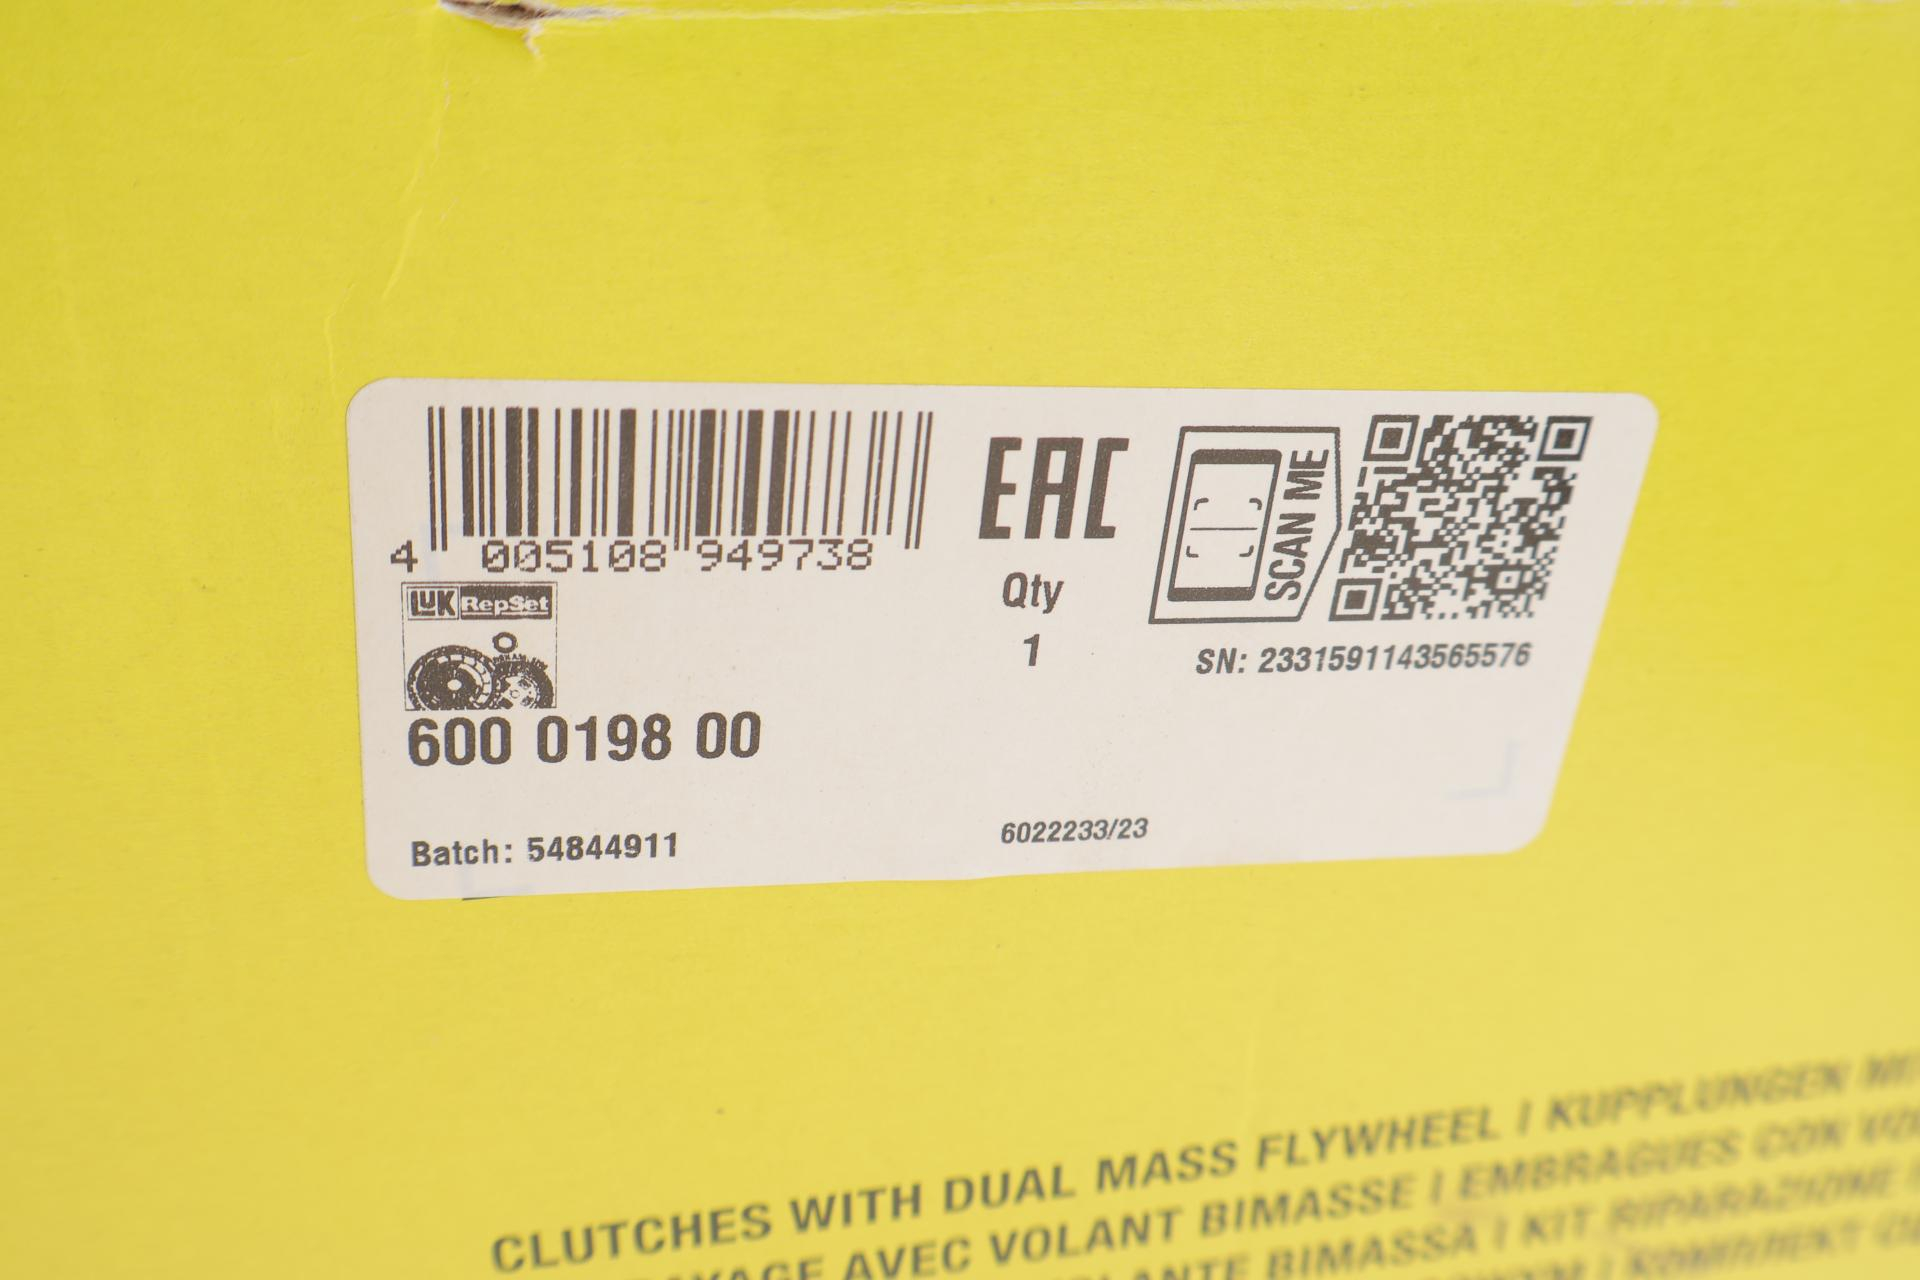 4 005108 949738
EAC
SCAN ME
LUK RepSet
Qty
1
SN: 2331591143565576
600 0198 00
Batch: 54844911
6022233/23
CLUTCHES WITH DUAL MASS FLYWHEEL | KUPPLUNGEN
AVEC VOLANT BIMASSE | EMBRAGUES CON
BIMASSA | KIT RIPARAZIONE